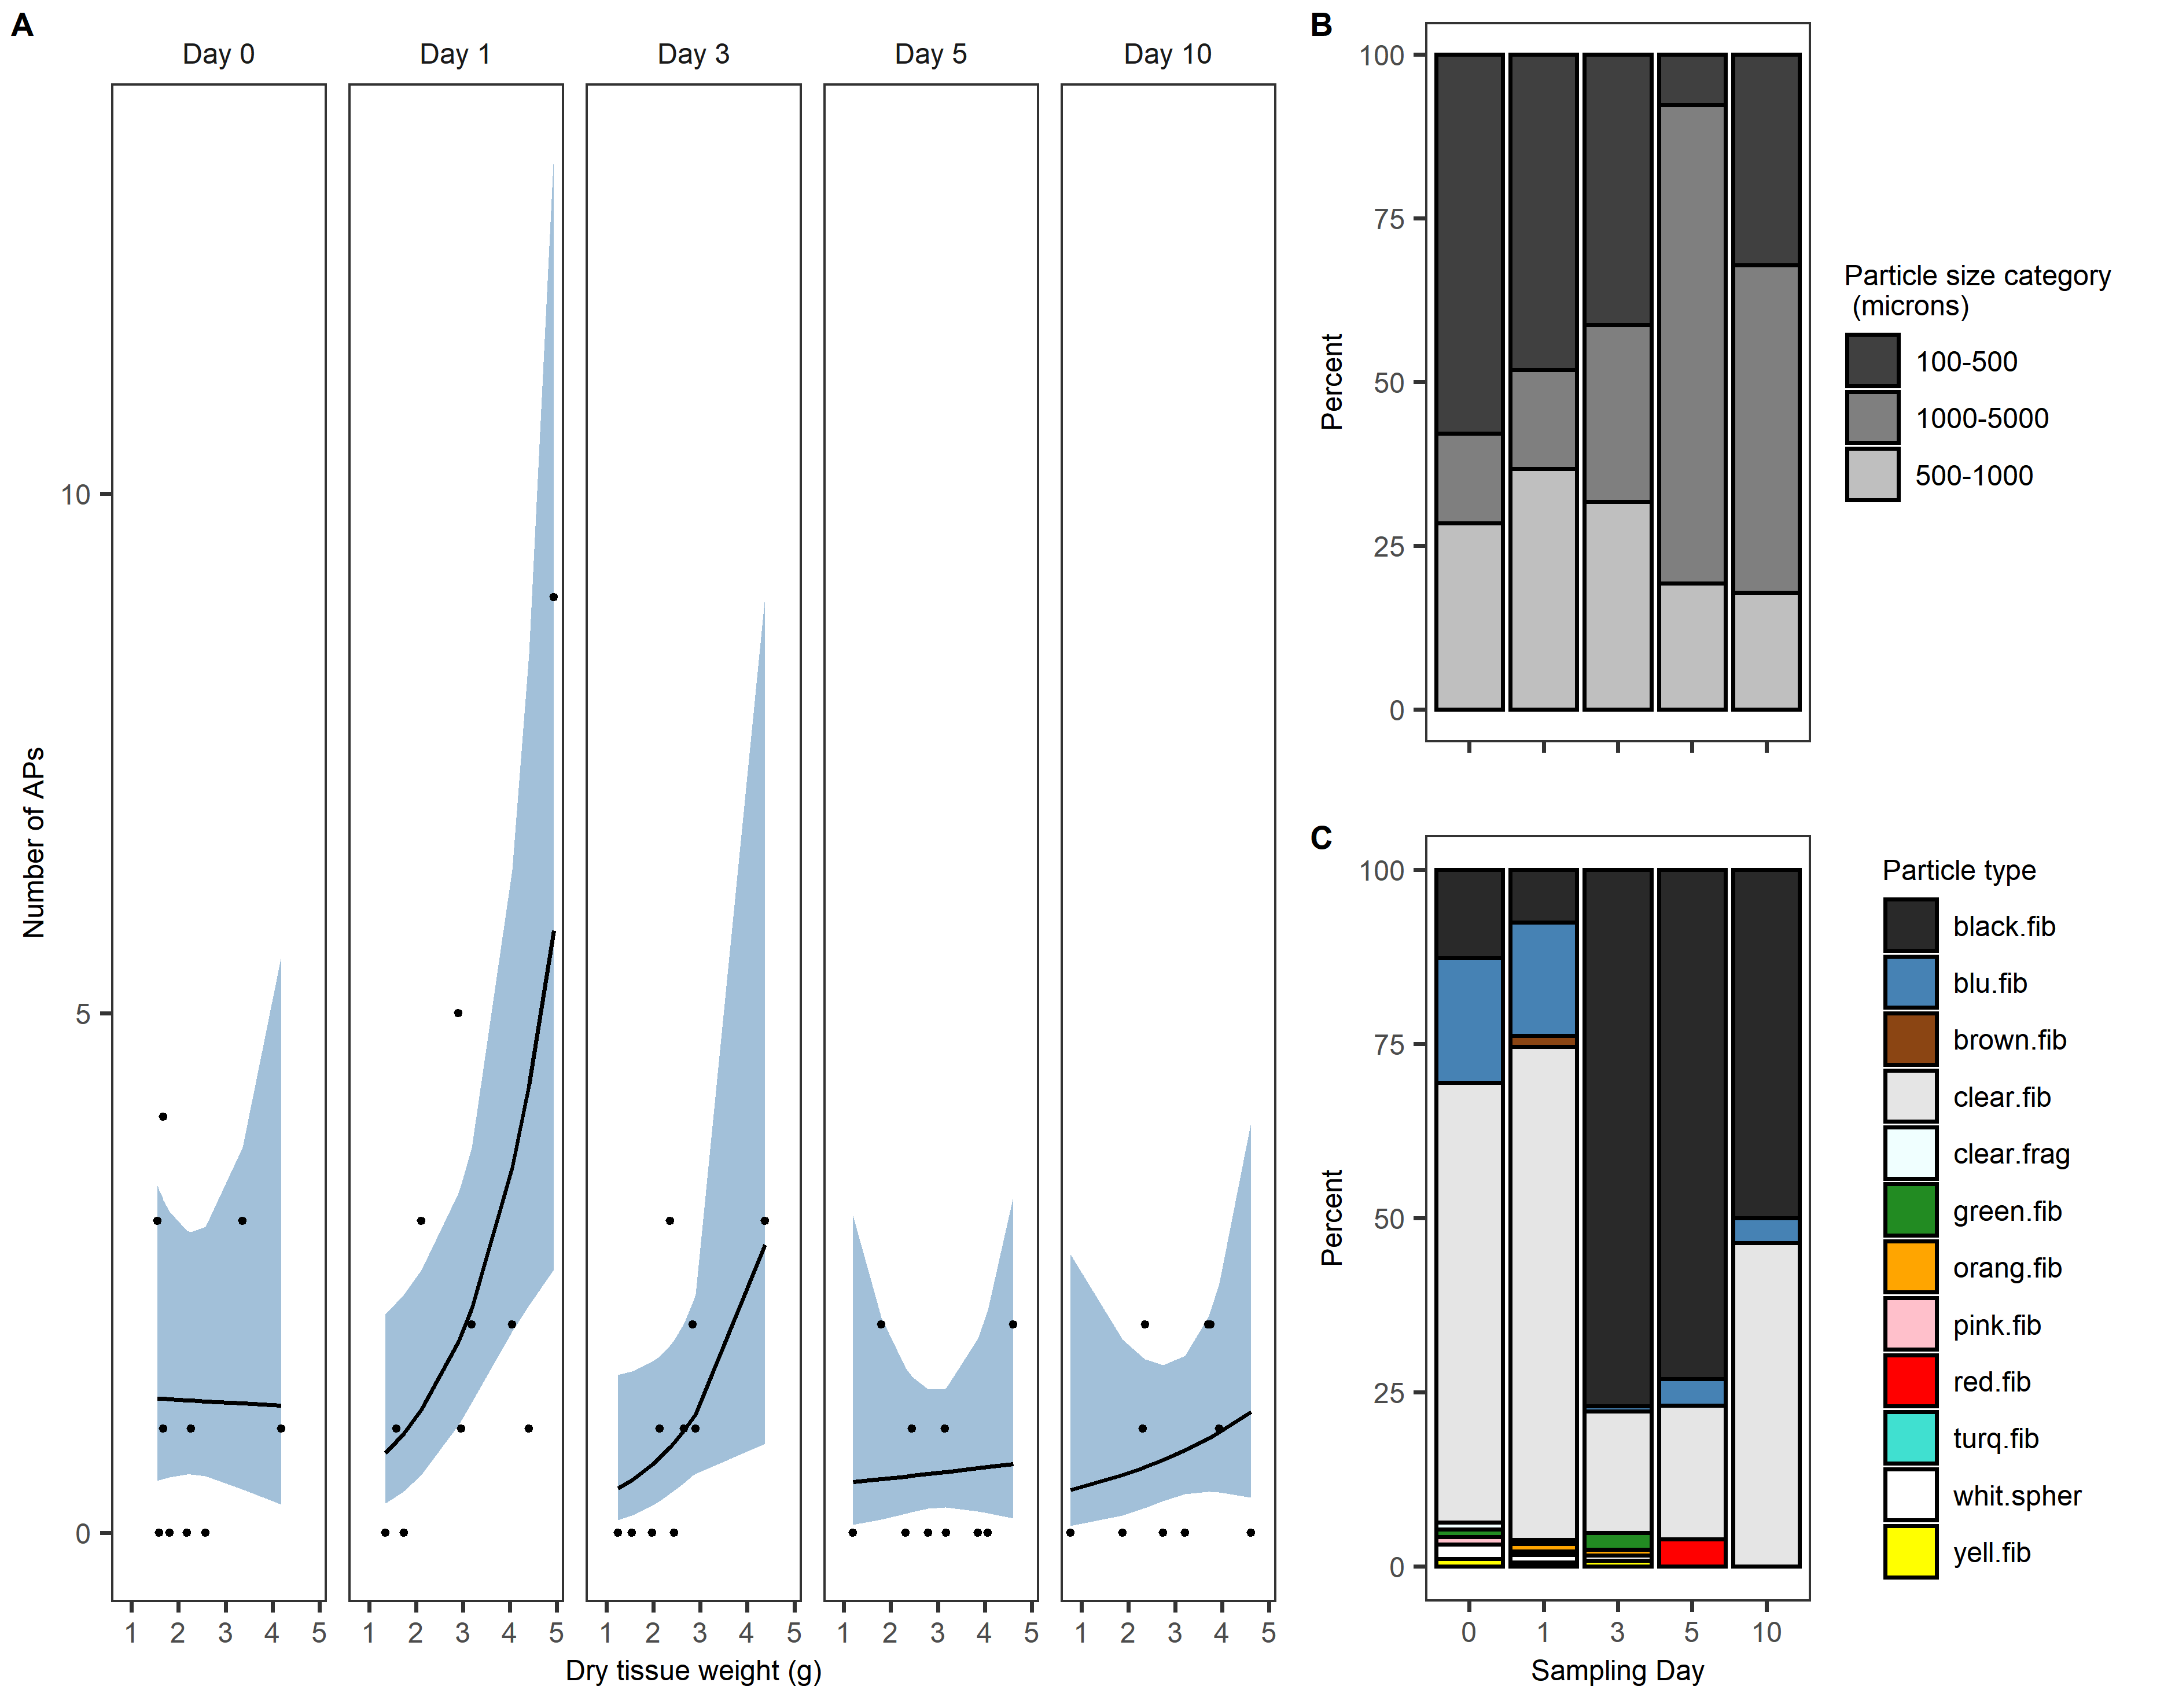 A
Day 0 Day 1 Day 3 Day 5 Day 10
Number of APs
10
5
0
1 2 3 4 5 1 2 3 4 5 1 2 3 4 5 1 2 3 4 5 1 2 3 4 5
Dry tissue weight (g)
B
Percent
100
75
50
25
0
Particle size category
(microns)
100-500
1000-5000
500-1000
C
Percent
100
75
50
25
0
0 1 3 5 10
Sampling Day
Particle type
black.fib
blu.fib
brown.fib
clear.fib
clear.frag
green.fib
orang.fib
pink.fib
red.fib
turq.fib
whit.spher
yell.fib